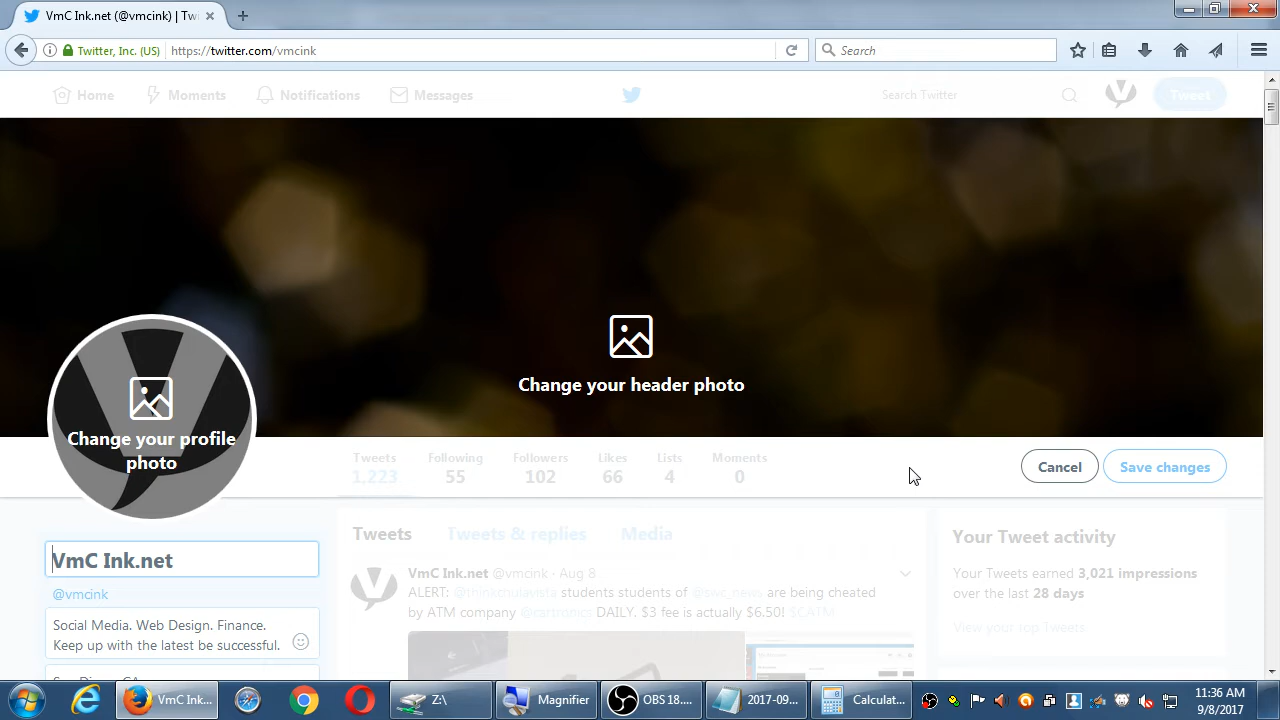 VmC Ink.net (@vmcink) | Twi
Twitter, Inc. (US)
https://twitter.com/vmcink
Search
Home
Moments
Notifications
Messages
Search Twitter
Tweet
Change your header photo
Change your profile
photo
Tweets
1,223
Following
55
Followers
102
Likes
66
Lists
4
Moments
0
Cancel
Save changes
VmC Ink.net
@vmcink
Social Media. Web Design. Finance.
Keep up with the latest be successful.
San Diego, CA
Tweets
Tweets & replies
Media
VmC Ink.net @vmcink · Aug 8
ALERT: @thinkchulavista students students of @swc_news are being cheated
by ATM company @cartronics DAILY. $3 fee is actually $6.50! $CATM
Your Tweet activity
Your Tweets earned 3,021 impressions
over the last 28 days
View your top Tweets
VmC Ink...
Z:\
Magnifier
OBS 18....
2017-09...
Calculat...
11:36 AM
9/8/2017